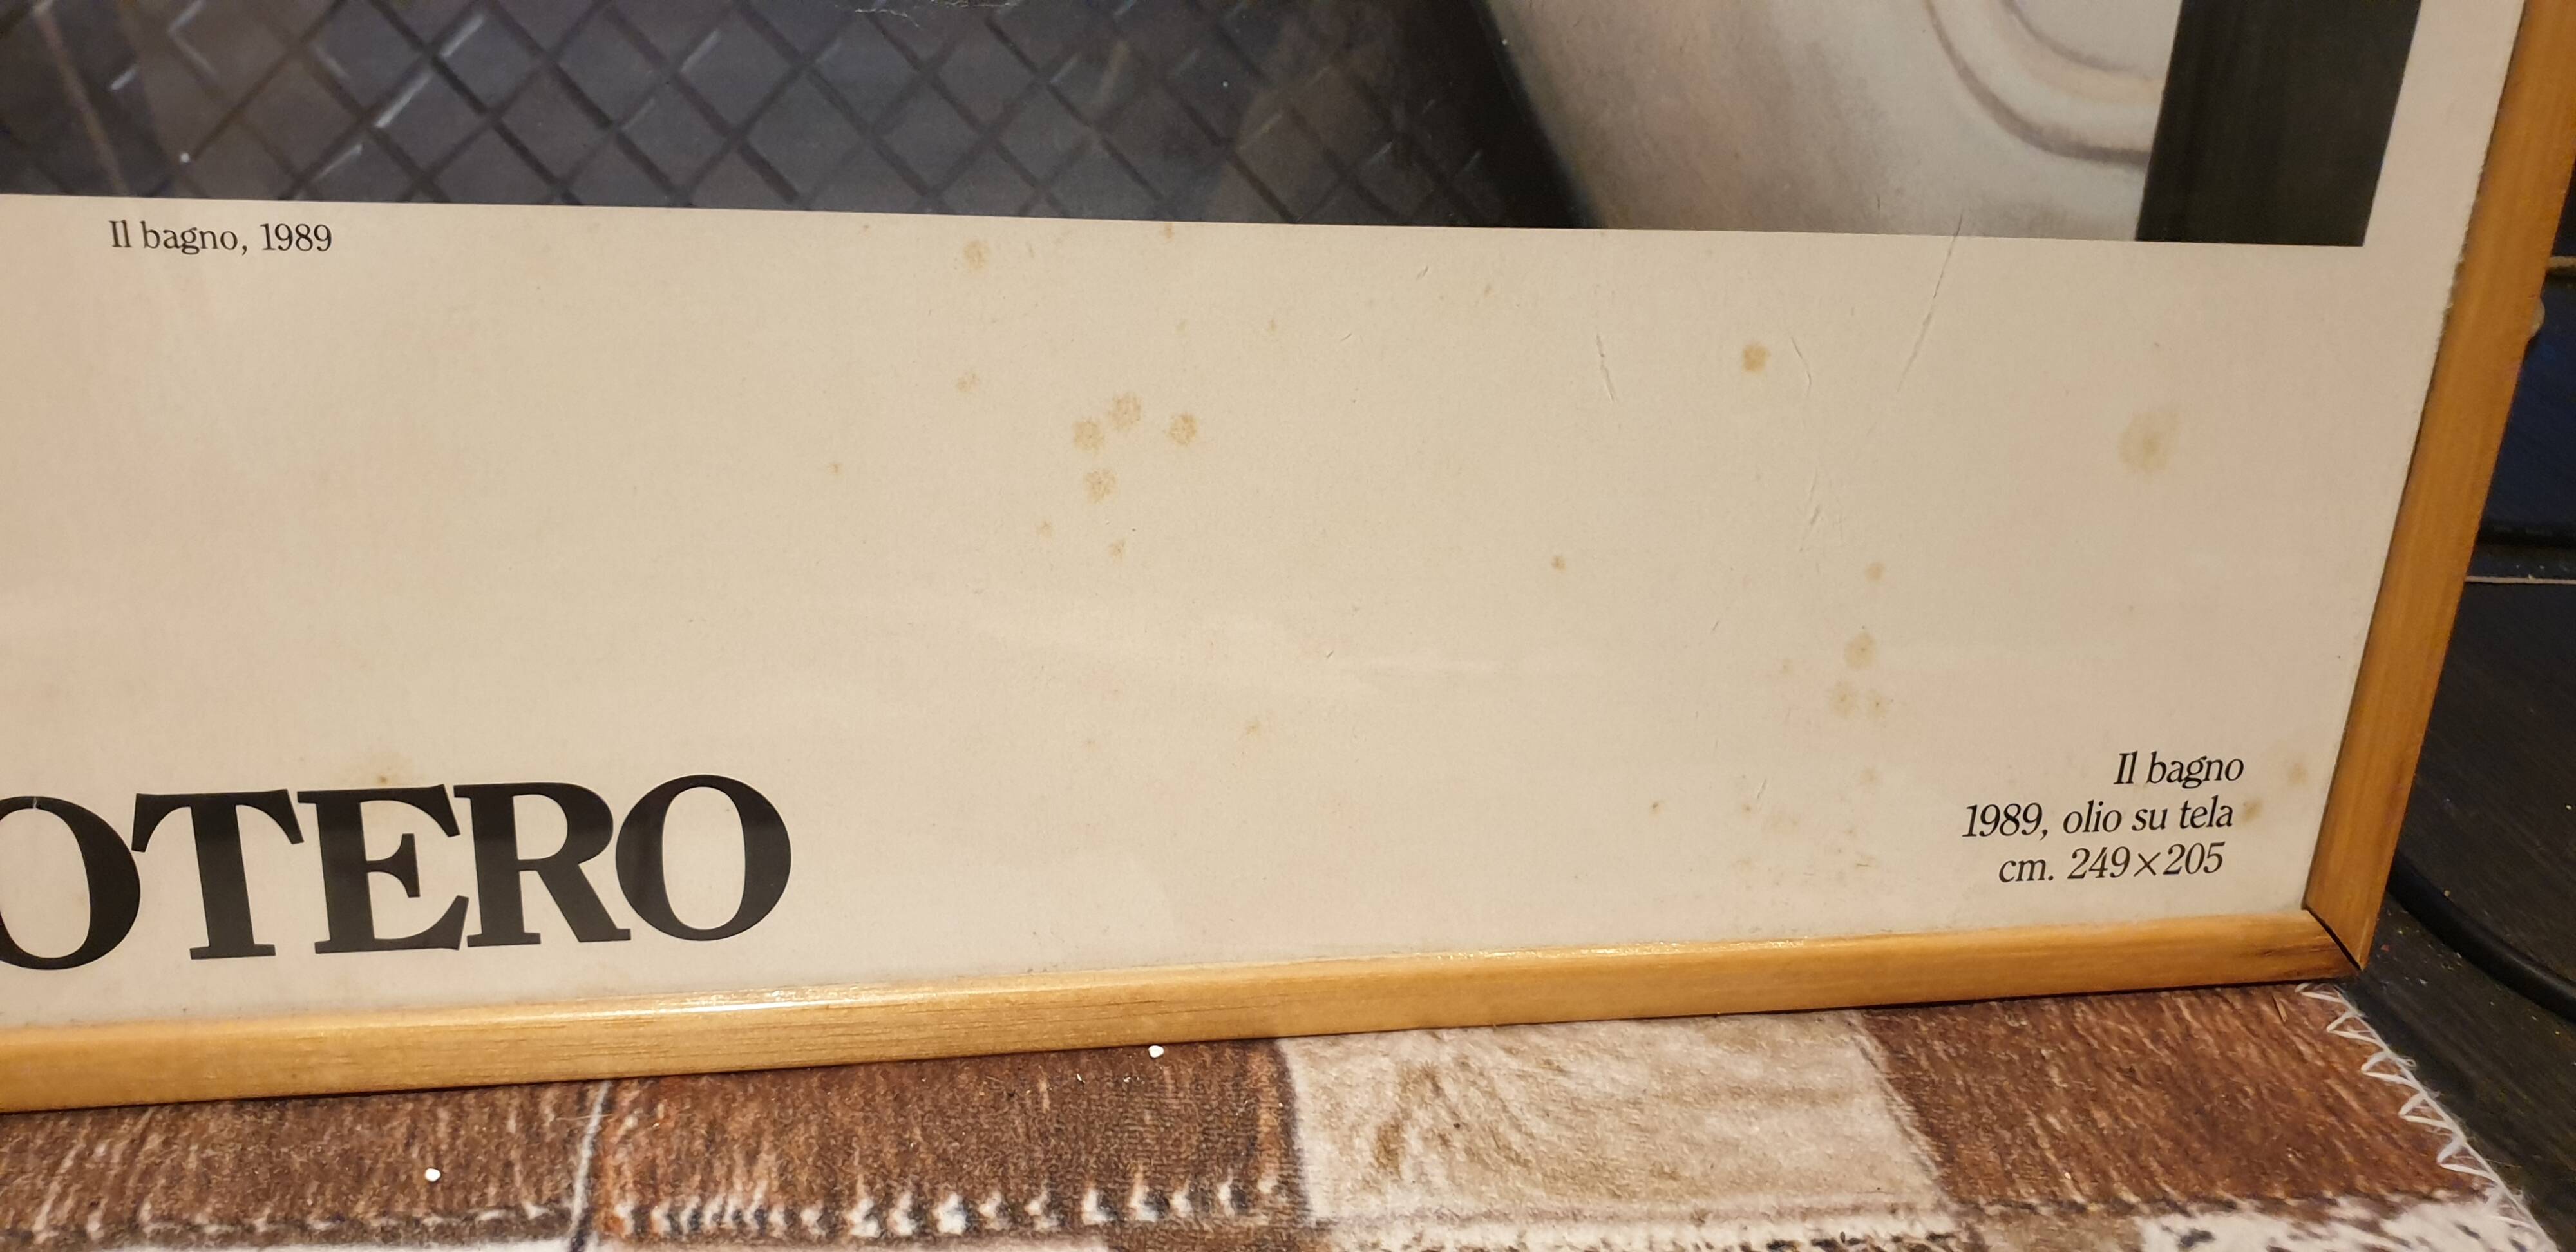 Il bagno, 1989
OTERO
Il bagno
1989, olio su tela
cm. 249×205